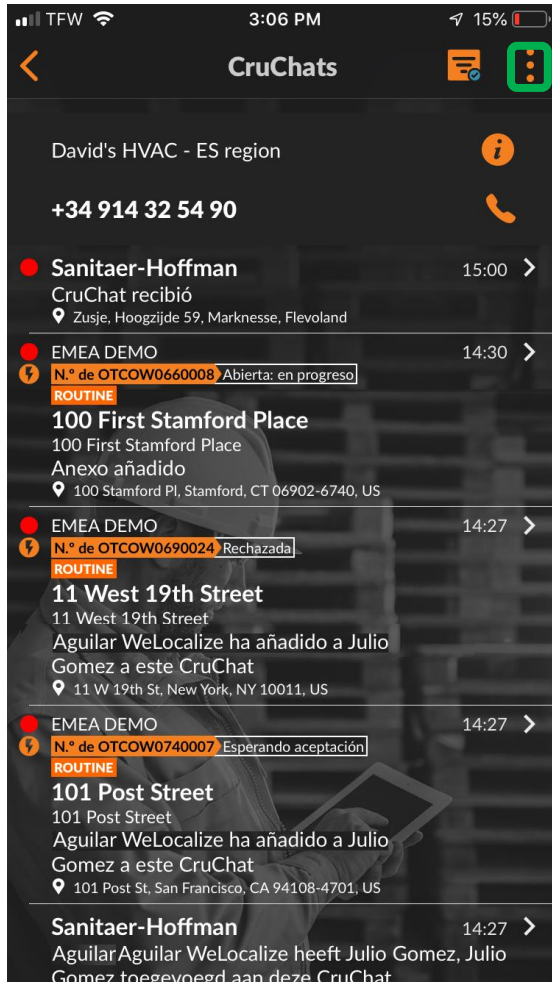 TFW 3:06 PM 15%
CruChats
David's HVAC - ES region
+34 914 32 54 90
Sanitaer-Hoffman 15:00
CruChat recibió
Zusje, Hoogzijde 59, Marknesse, Flevoland
EMEA DEMO 14:30
N.º de OTCOW0660008 Abierta: en progreso
ROUTINE
100 First Stamford Place
100 First Stamford Place
Anexo añadido
100 Stamford Pl, Stamford, CT 06902-6740, US
EMEA DEMO 14:27
N.º de OTCOW0690024 Rechazada
ROUTINE
11 West 19th Street
11 West 19th Street
Aguilar WeLocalize ha añadido a Julio
Gomez a este CruChat
11 W 19th St, New York, NY 10011, US
EMEA DEMO 14:27
N.º de OTCOW0740007 Esperando aceptación
ROUTINE
101 Post Street
101 Post Street
Aguilar WeLocalize ha añadido a Julio
Gomez a este CruChat
101 Post St, San Francisco, CA 94108-4701, US
Sanitaer-Hoffman 14:27
AguilarAguilar WeLocalize heeft Julio Gomez, Julio
Gomez toegevoegd aan deze CruChat